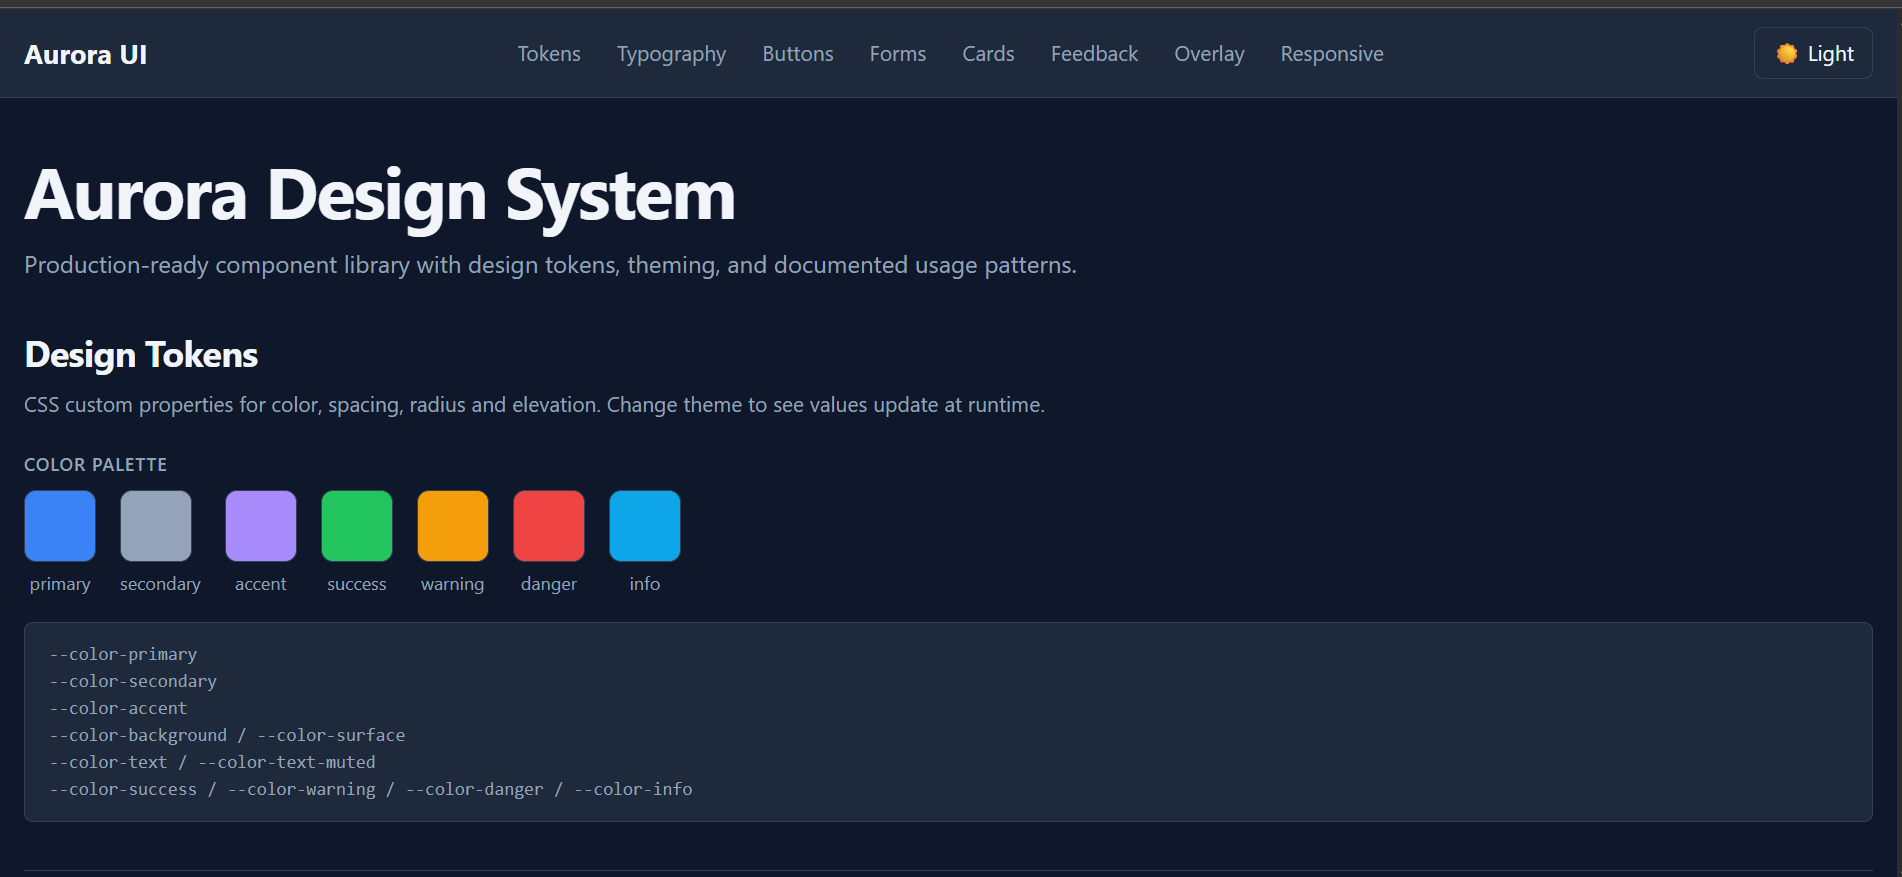 Aurora UI
Tokens Typography Buttons Forms Cards Feedback Overlay Responsive
Light
Aurora Design System
Production-ready component library with design tokens, theming, and documented usage patterns.
Design Tokens
CSS custom properties for color, spacing, radius and elevation. Change theme to see values update at runtime.
COLOR PALETTE
primary secondary accent success warning danger info
--color-primary
--color-secondary
--color-accent
--color-background / --color-surface
--color-text / --color-text-muted
--color-success / --color-warning / --color-danger / --color-info